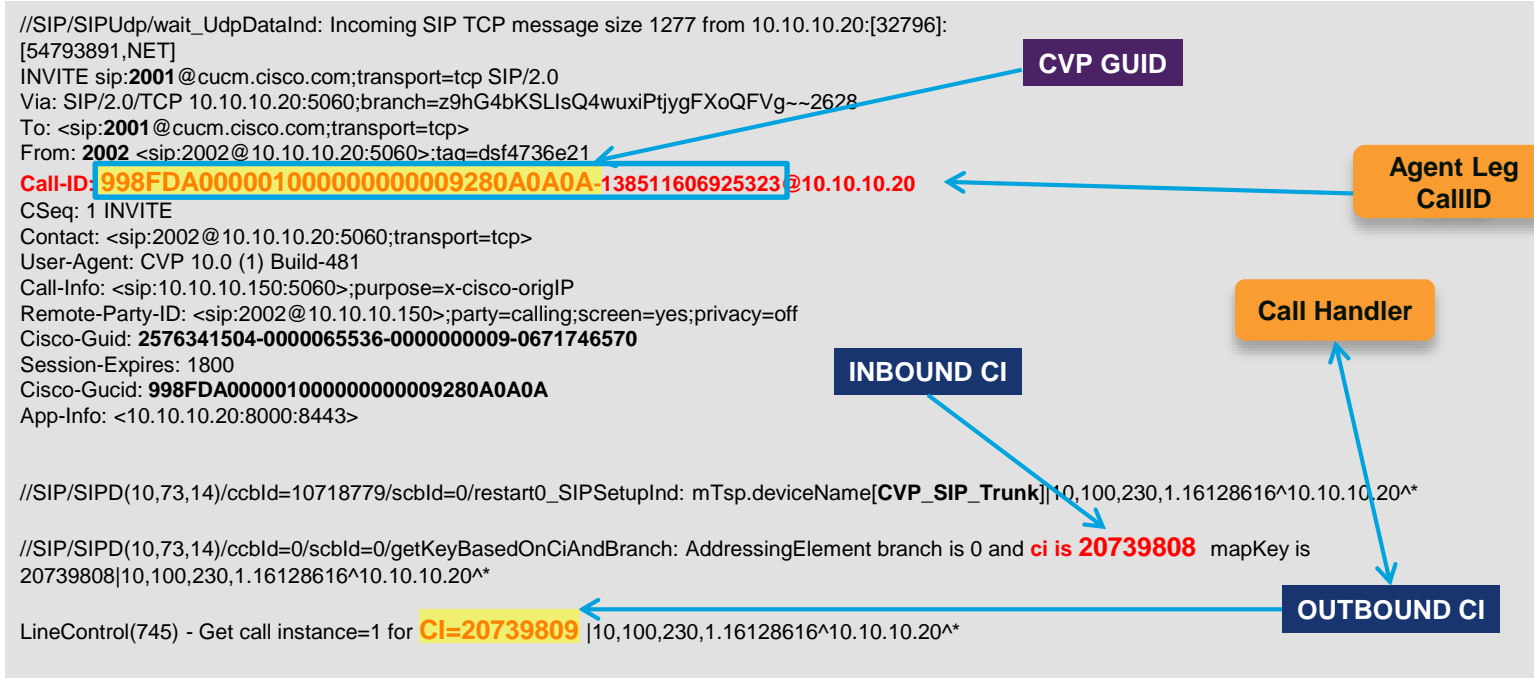 //SIP/SIPUdp/wait_UdpDataInd: Incoming SIP TCP message size 1277 from 10.10.10.20:[32796]:
[54793891,NET]
CVP GUID
INVITE sip:2001@cucm.cisco.com;transport=tcp SIP/2.0
Via: SIP/2.0/TCP 10.10.10.20:5060;branch=z9hG4bKSLIsQ4wuxiPtjygFXoQFVg~~2628
To: <sip:2001@cucm.cisco.com;transport=tcp>
From: 2002 <sip:2002@10.10.10.20:5060>;tag=dsf4736e21
Call-ID: 998FDA000001000000000009280A0A0A-138511606925323@10.10.10.20
Agent Leg
CallID
CSeq: 1 INVITE
Contact: <sip:2002@10.10.10.20:5060;transport=tcp>
User-Agent: CVP 10.0 (1) Build-481
Call-Info: <sip:10.10.10.150:5060>;purpose=x-cisco-origIP
Remote-Party-ID: <sip:2002@10.10.10.150>;party=calling;screen=yes;privacy=off
Call Handler
Cisco-Guid: 2576341504-0000065536-0000000009-0671746570
Session-Expires: 1800
INBOUND CI
Cisco-Gucid: 998FDA000001000000000009280A0A0A
App-Info: <10.10.10.20:8000:8443>
//SIP/SIPD(10,73,14)/ccbId=10718779/scbId=0/restart0_SIPSetupInd: mTsp.deviceName[CVP_SIP_Trunk]|10,100,230,1.16128616^10.10.10.20^*
//SIP/SIPD(10,73,14)/ccbId=0/scbId=0/getKeyBasedOnCiAndBranch: AddressingElement branch is 0 and ci is 20739808 mapKey is
20739808|10,100,230,1.16128616^10.10.10.20^*
OUTBOUND CI
LineControl(745) - Get call instance=1 for CI=20739809 |10,100,230,1.16128616^10.10.10.20^*